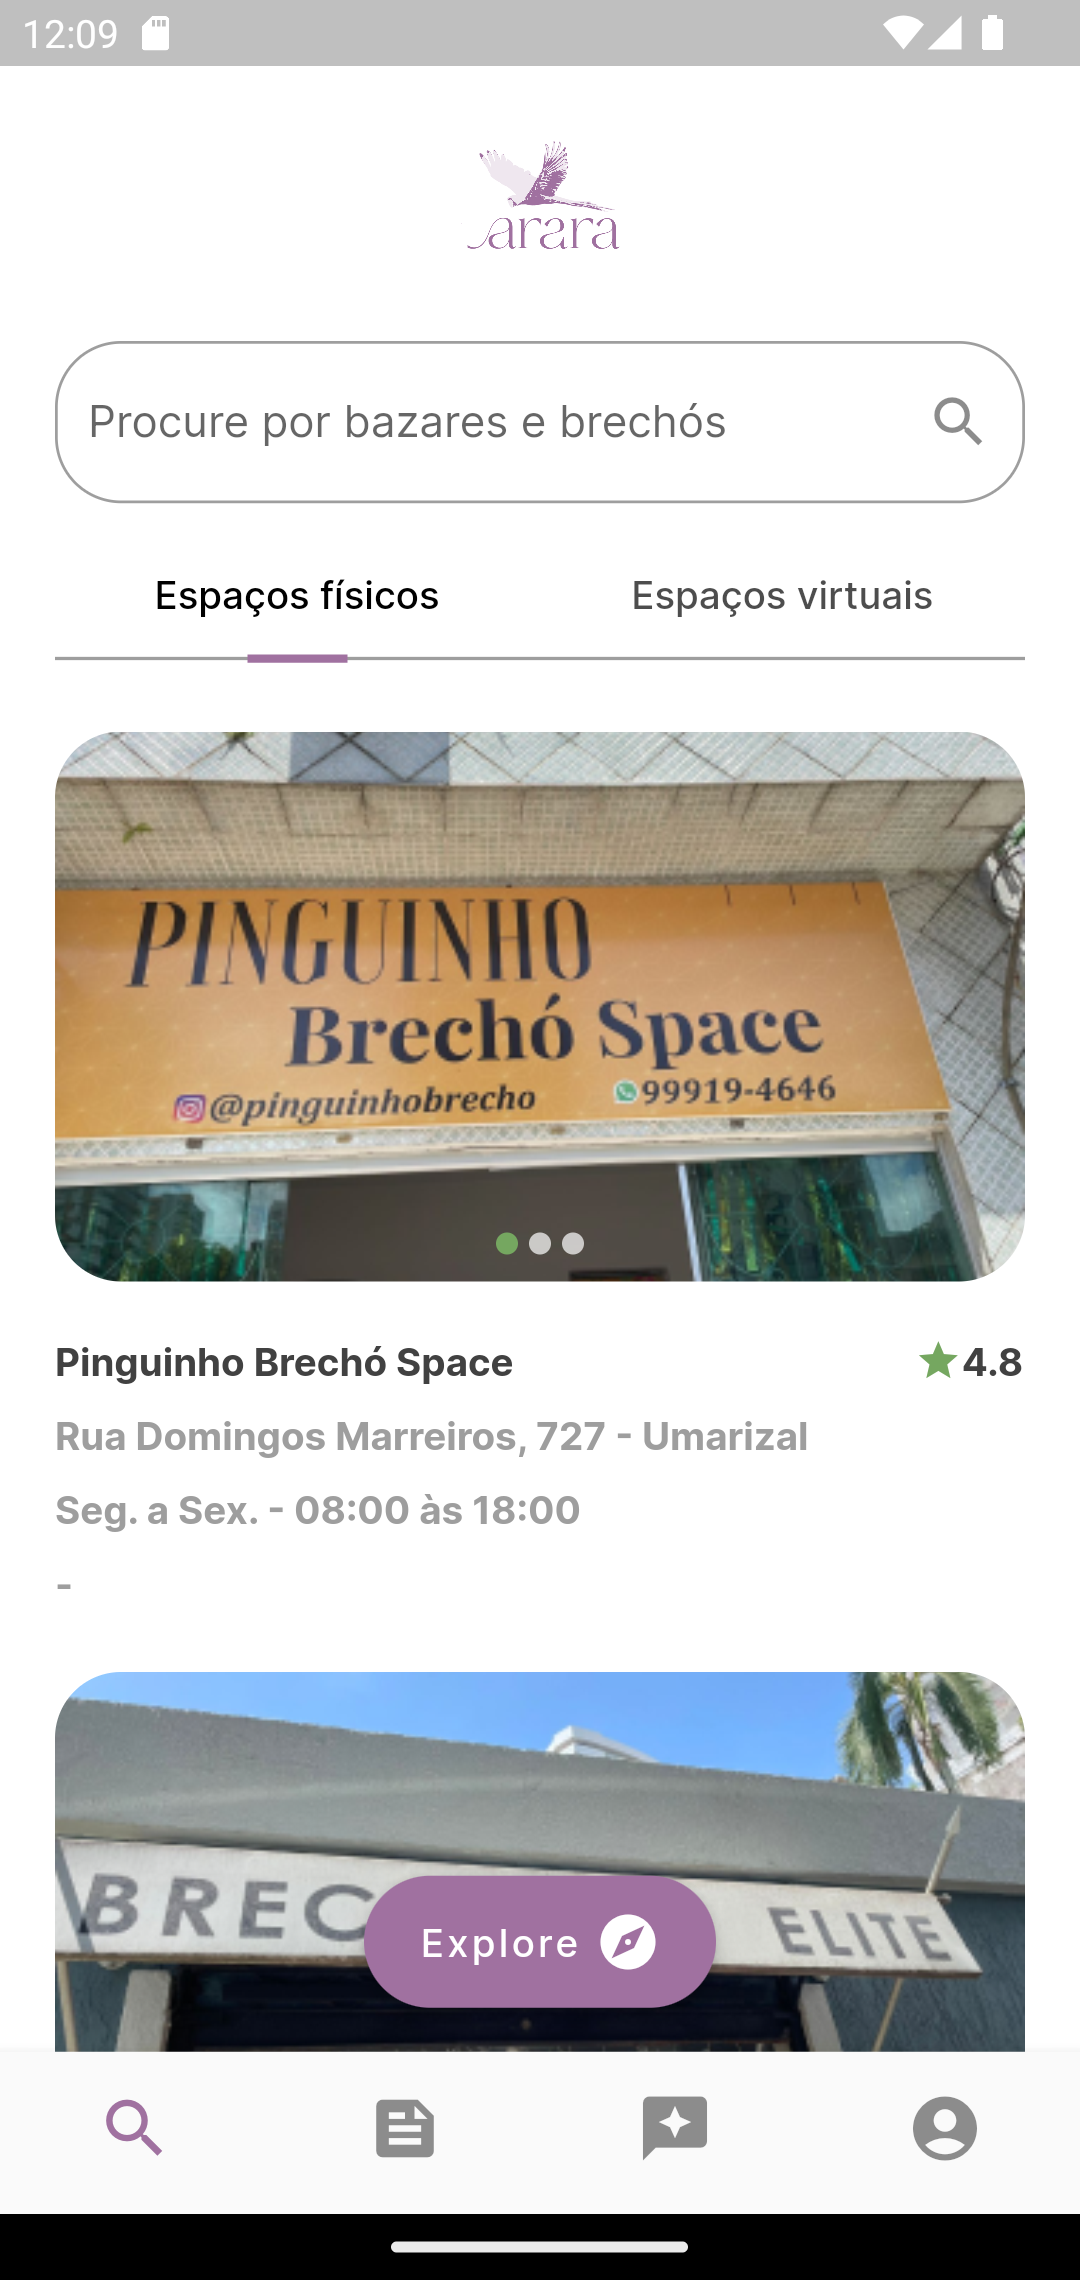 12:09
arara
Procure por bazares e brechós
Espaços físicos
Espaços virtuais
PINGUINHO
Brechó Space
@pinguinhobrecho
99919-4646
Pinguinho Brechó Space
4.8
Rua Domingos Marreiros, 727 - Umarizal
Seg. a Sex. - 08:00 às 18:00
-
BREC
ELITE
Explore